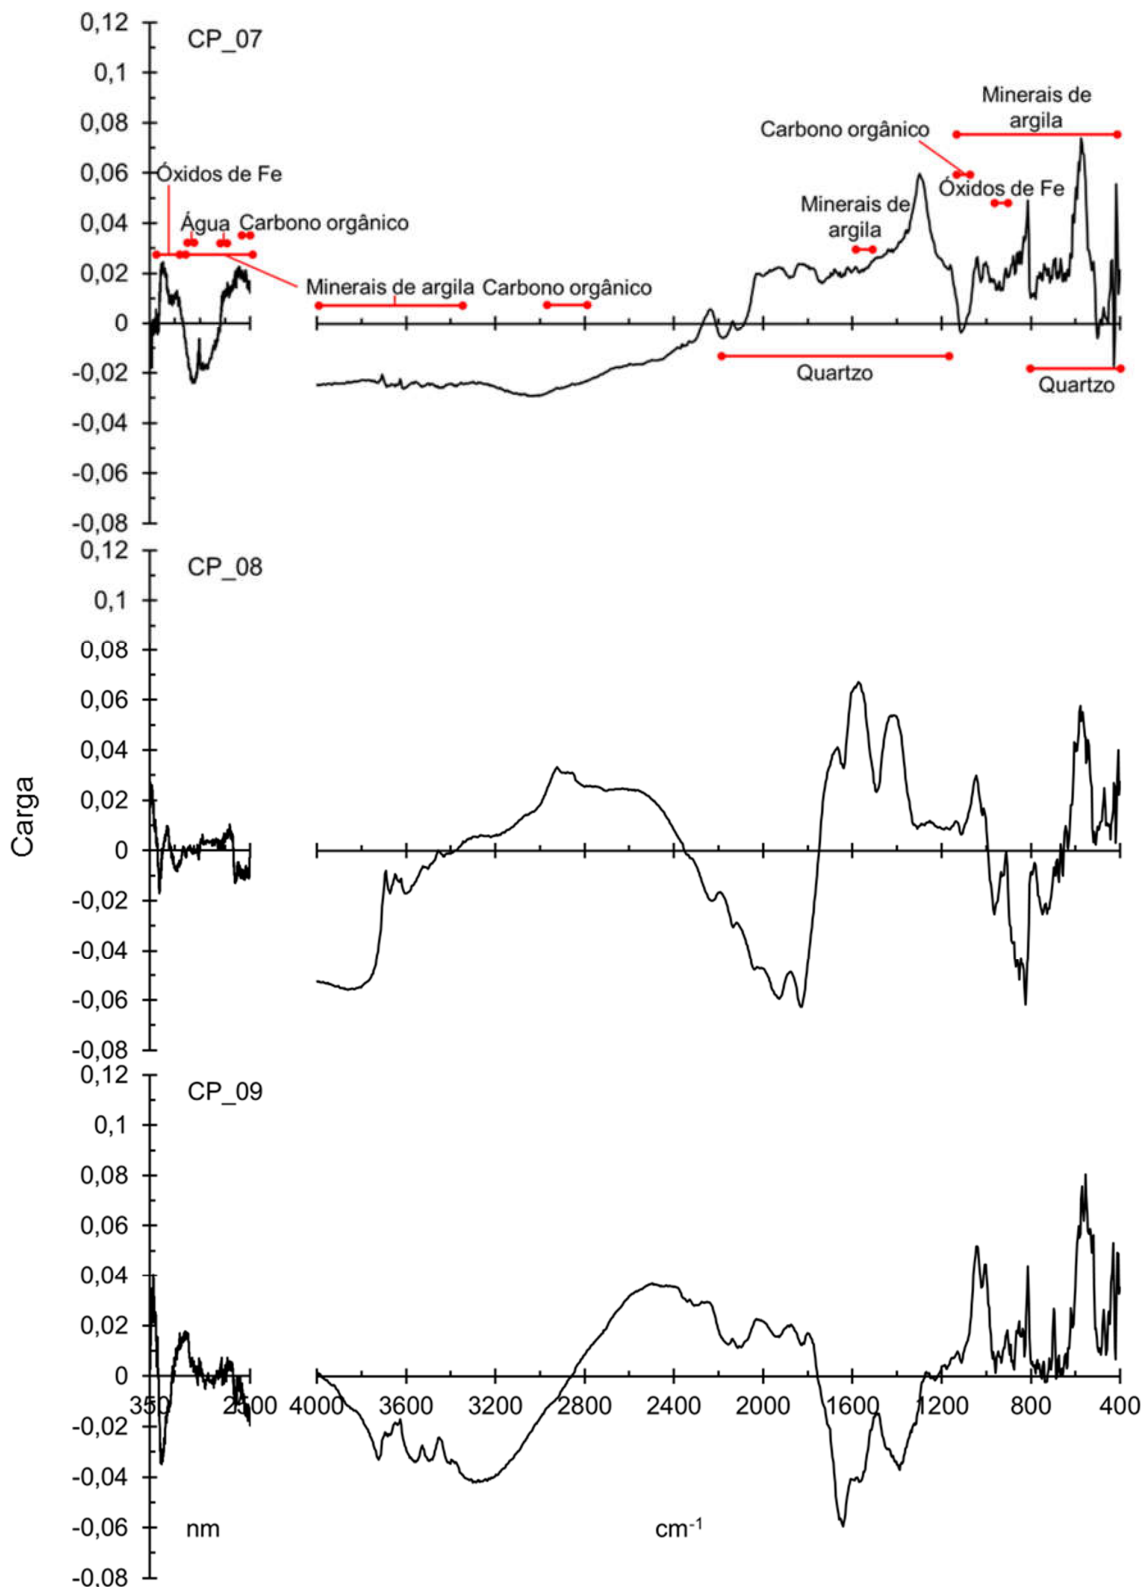 0,12
CP_07
0,1
0,08
Minerais de
argila
Carbono orgânico
0,06
Óxidos de Fe
Óxidos de Fe
0,04
Água
Carbono orgânico
Minerais de
argila
0,02
Minerais de argila
Carbono orgânico
0
-0,02
Quartzo
Quartzo
-0,04
-0,06
-0,08
0,12
CP_08
0,1
0,08
0,06
0,04
0,02
0
-0,02
-0,04
-0,06
-0,08
Carga
0,12
CP_09
0,1
0,08
0,06
0,04
0,02
0
4000 3600 3200 2800 2400 2000 1600 1200 800 400
-0,02
-0,04
-0,06
nm
cm-1
-0,08